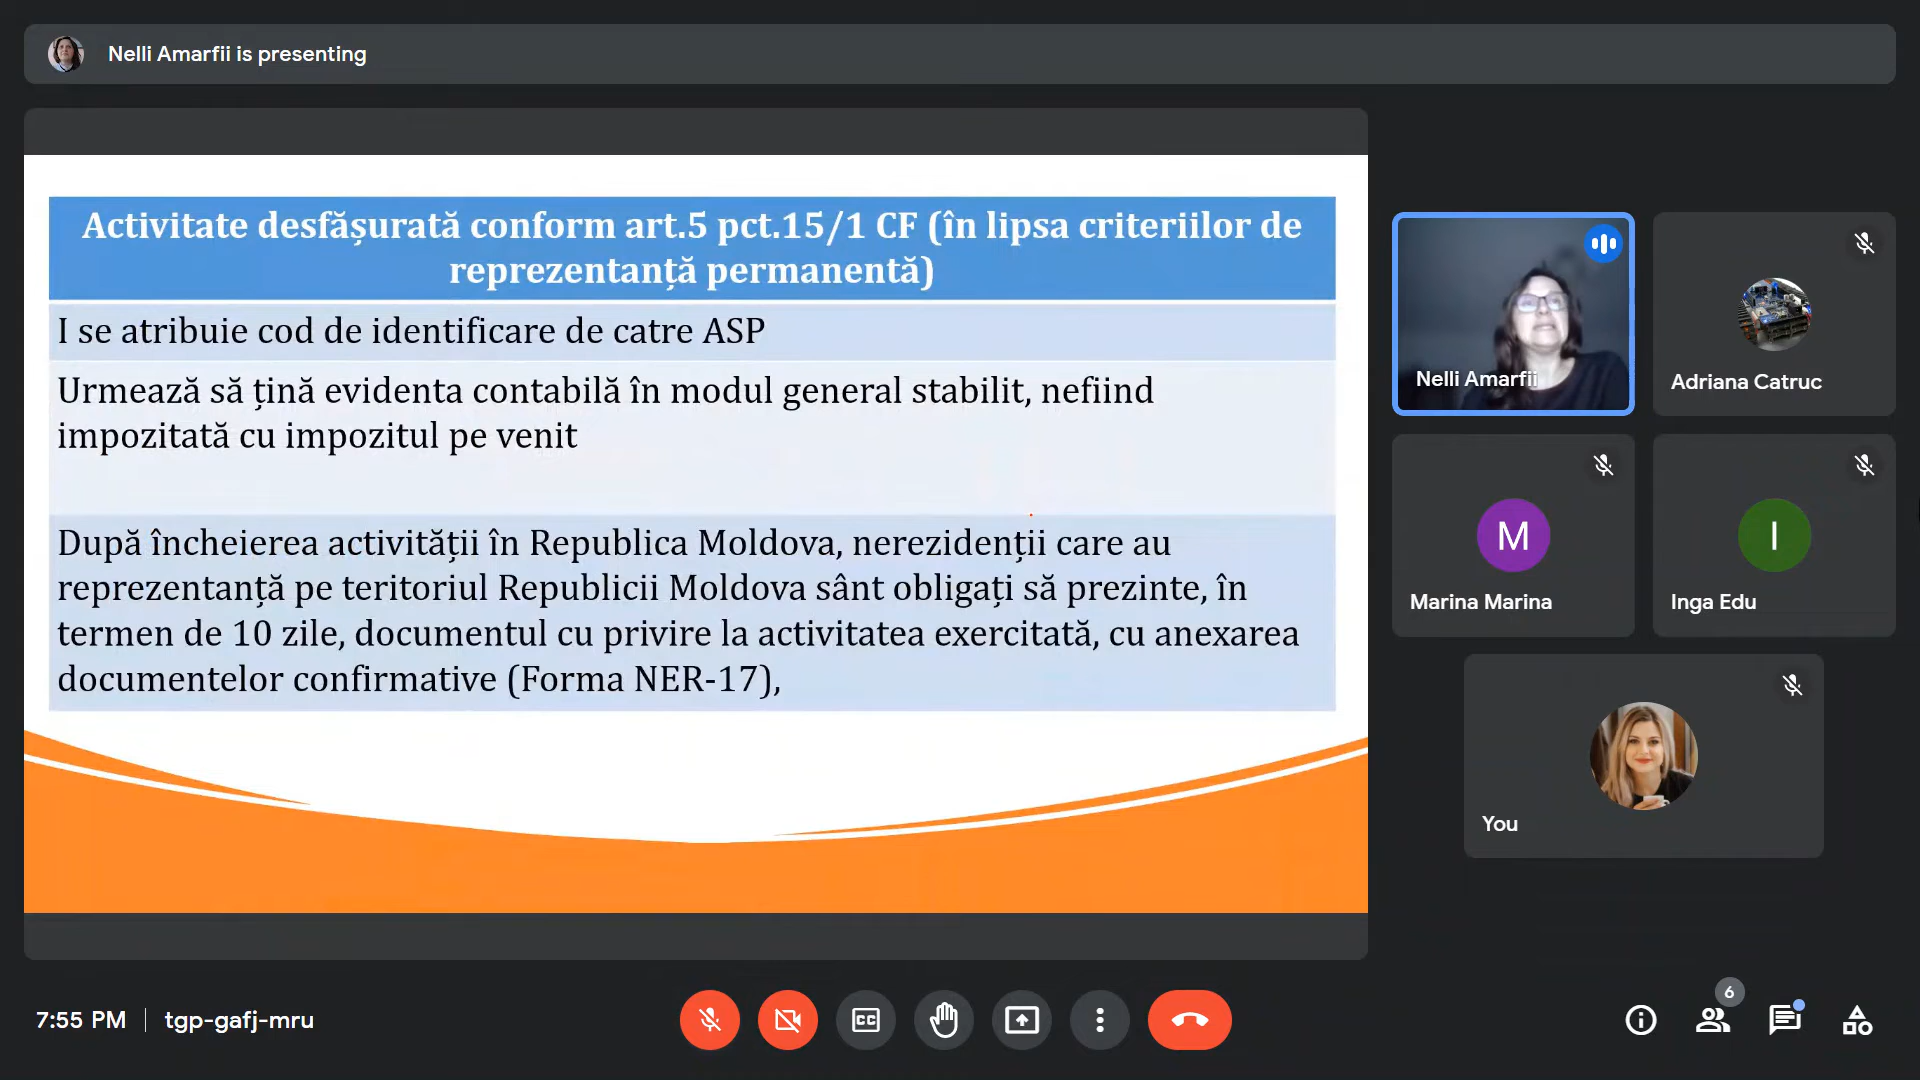 Nelli Amarfii is presenting
Activitate desfășurată conform art.5 pct.15/1 CF (în lipsa criteriilor de
reprezentanță permanentă)
I se atribuie cod de identificare de catre ASP
Urmează să țină evidenta contabilă în modul general stabilit, nefiind
impozitată cu impozitul pe venit
După încheierea activității în Republica Moldova, nerezidenții care au
reprezentanță pe teritoriul Republicii Moldova sânt obligați să prezinte, în
termen de 10 zile, documentul cu privire la activitatea exercitată, cu anexarea
documentelor confirmative (Forma NER-17),
Nelli Amarfii
Adriana Catruc
M
Marina Marina
I
Inga Edu
You
7:55 PM
tgp-gafj-mru
CC
6